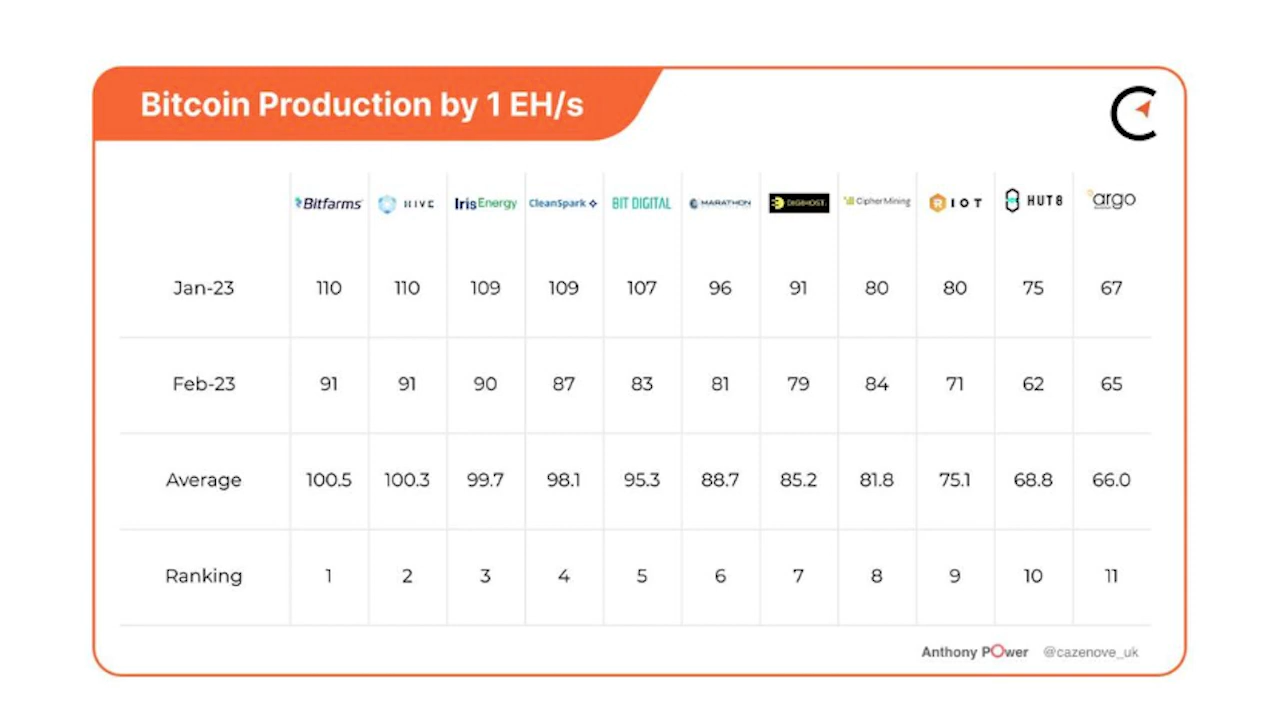 Bitcoin Production by 1 EH/s
Bitfarms HIVE IrisEnergy CleanSpark BIT DIGITAL MARATHON DIGIHOST CipherMining RIOT HUT8 argo
Jan-23 110 110 109 109 107 96 91 80 80 75 67
Feb-23 91 91 90 87 83 81 79 84 71 62 65
Average 100.5 100.3 99.7 98.1 95.3 88.7 85.2 81.8 75.1 68.8 66.0
Ranking 1 2 3 4 5 6 7 8 9 10 11
Anthony POwer @cazenove_uk